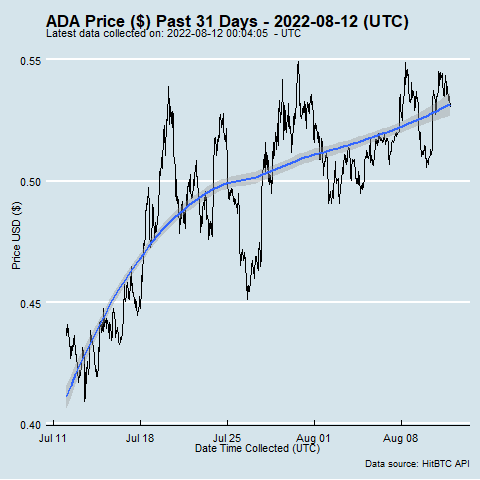 ADA Price ($) Past 31 Days - 2022-08-12 (UTC)
Latest data collected on: 2022-08-12 00:04:05 - UTC
0.55
0.50
0.45
0.40
Price USD ($)
Jul 11 Jul 18 Jul 25 Aug 01 Aug 08
Date Time Collected (UTC)
Data source: HitBTC API